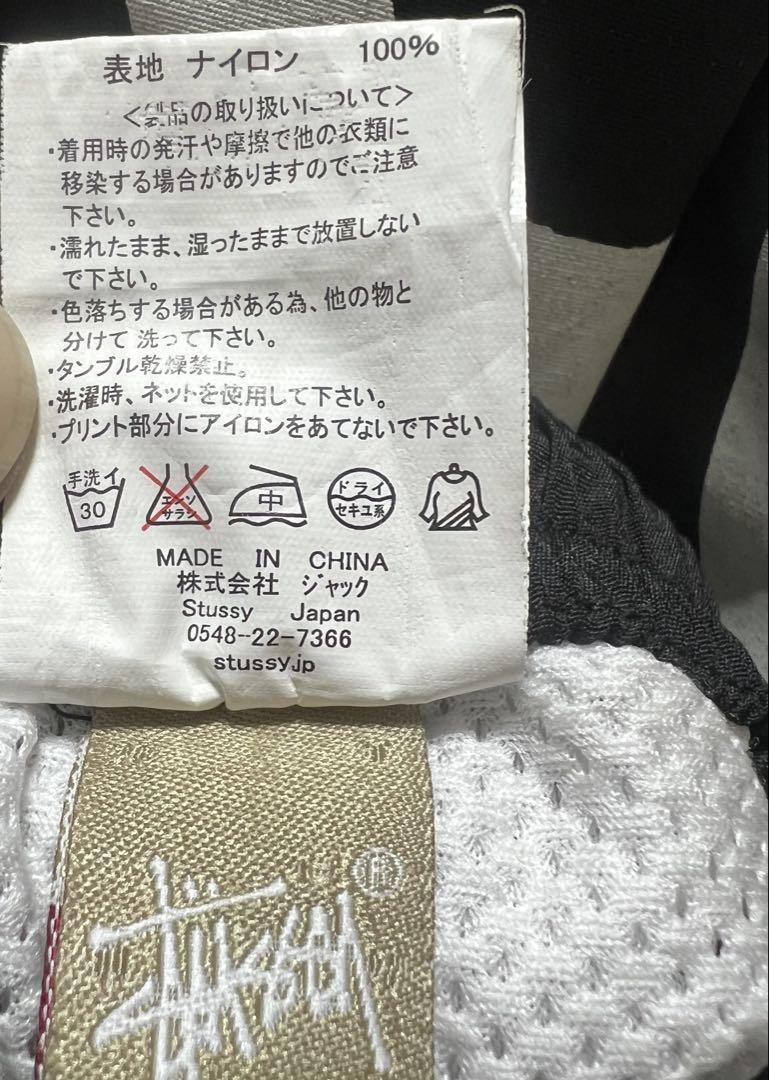 表地 ナイロン 100%
<製品の取り扱いについて>
・着用時の発汗や摩擦で他の衣類に
移染する場合がありますのでご注意
下さい。
・濡れたまま、湿ったままで放置しない
で下さい。
・色落ちする場合がある為、他の物と
分けて 洗って下さい。
・タンブル乾燥禁止。
・洗濯時、ネットを使用して下さい。
・プリント部分にアイロンをあてないで下さい。
手洗イ
30
エンソ
サラシ
中
ドライ
セキユ系
MADE IN CHINA
株式会社 ジャック
Stussy Japan
0548-22-7366
stussy.jp
Stüssy ®